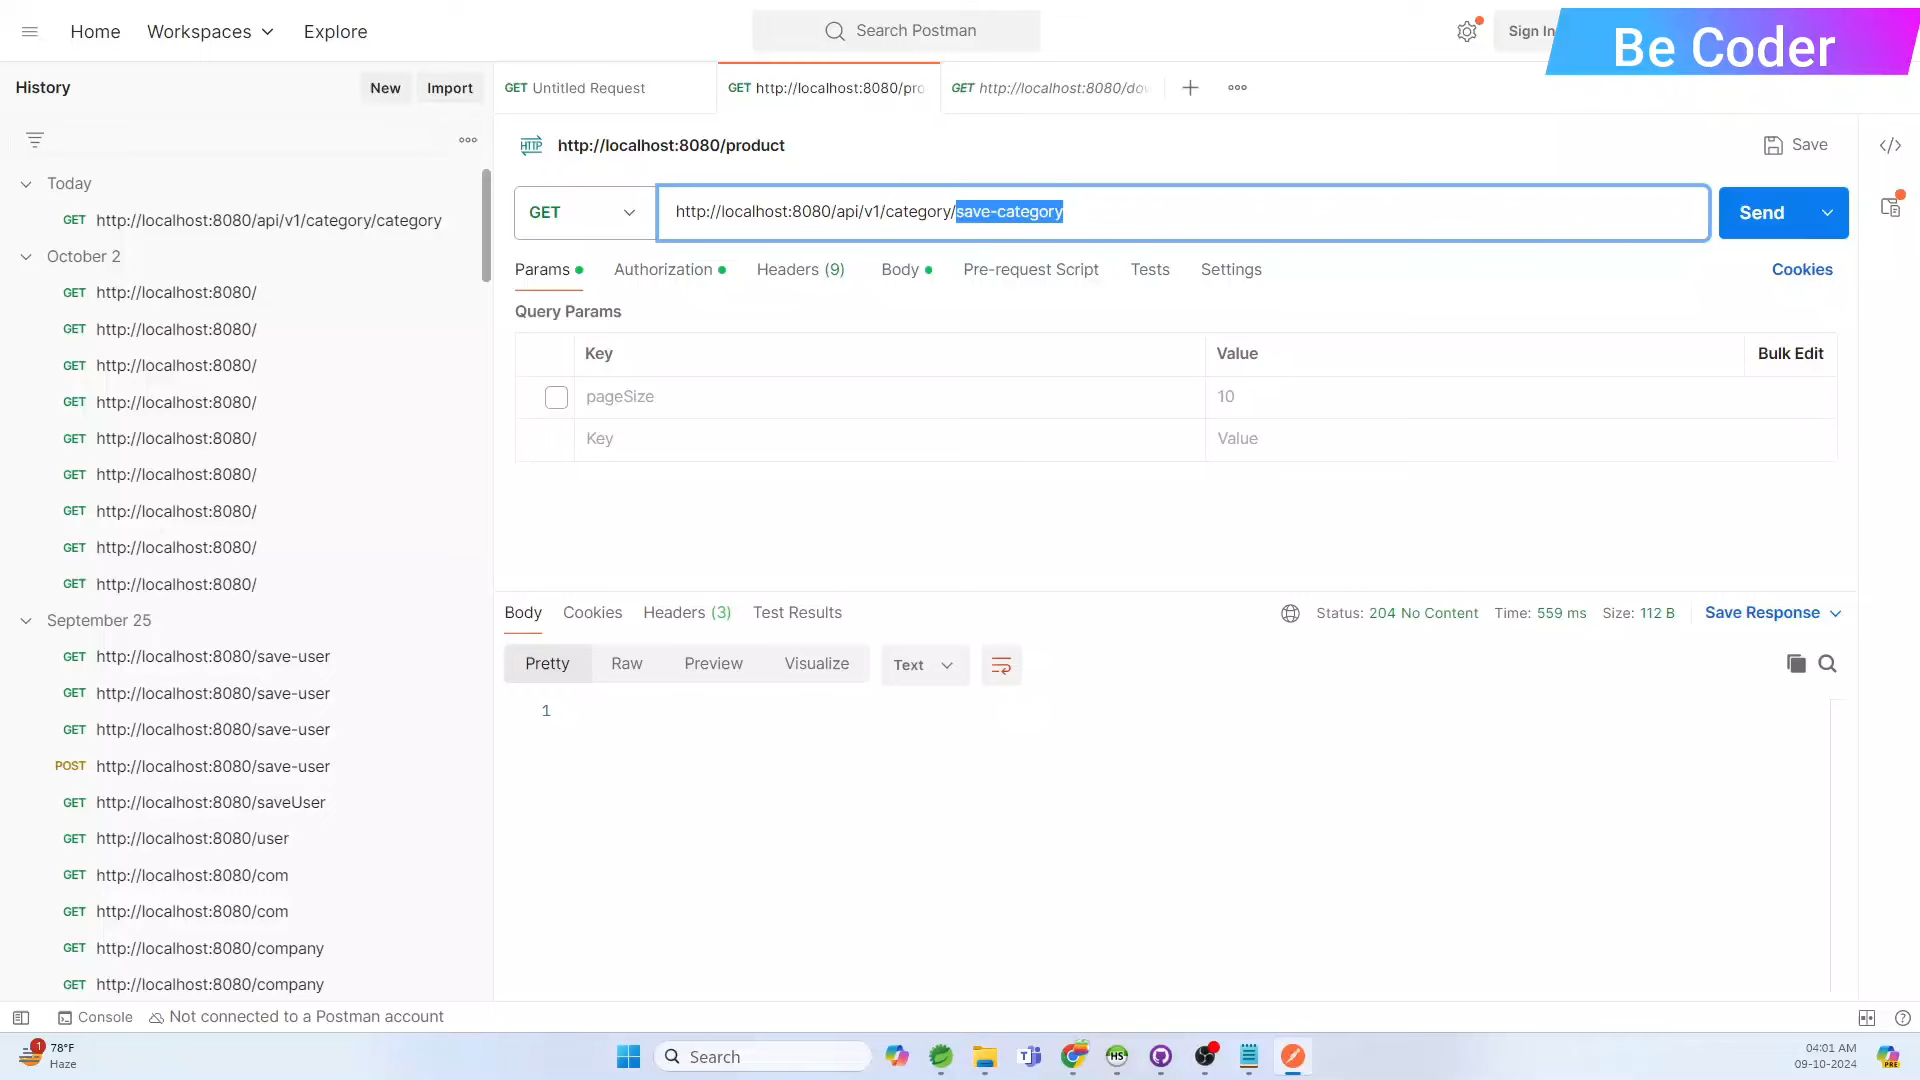 Home Workspaces Explore Search Postman Sign In Be Coder
History New Import
GET Untitled Request GET http://localhost:8080/pro GET http://localhost:8080/do
Today
GET http://localhost:8080/api/v1/category/category
October 2
GET http://localhost:8080/
GET http://localhost:8080/
GET http://localhost:8080/
GET http://localhost:8080/
GET http://localhost:8080/
GET http://localhost:8080/
GET http://localhost:8080/
GET http://localhost:8080/
GET http://localhost:8080/
September 25
GET http://localhost:8080/save-user
GET http://localhost:8080/save-user
GET http://localhost:8080/save-user
POST http://localhost:8080/save-user
GET http://localhost:8080/saveUser
GET http://localhost:8080/user
GET http://localhost:8080/com
GET http://localhost:8080/com
GET http://localhost:8080/company
GET http://localhost:8080/company
HTTP http://localhost:8080/product Save </>
GET http://localhost:8080/api/v1/category/save-category Send
Params Authorization Headers (9) Body Pre-request Script Tests Settings Cookies
Query Params
Key Value Bulk Edit
pageSize 10
Key Value
Body Cookies Headers (3) Test Results Status: 204 No Content Time: 559 ms Size: 112 B Save Response
Pretty Raw Preview Visualize Text
1
Console Not connected to a Postman account
1 78°F
Haze
Search
HS
PRE
04:01 AM
09-10-2024